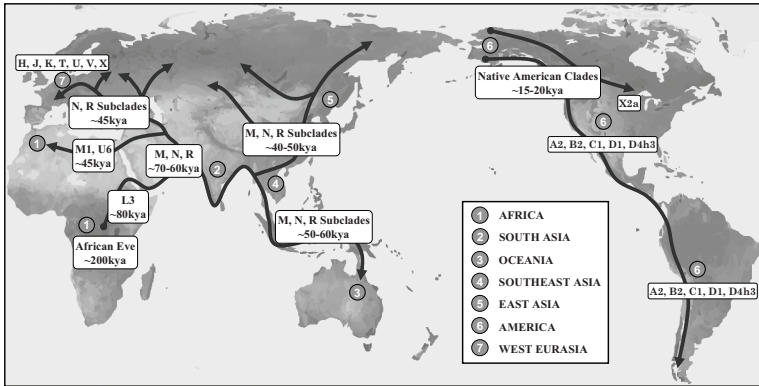 H, J, K, T, U, V, X
7
N, R Subclades
~45kya
1
M1, U6
~45kya
M, N, R
~70-60kya
L3
~80kya
1
African Eve
~200kya
2
M, N, R Subclades
~40-50kya
5
4
M, N, R Subclades
~50-60kya
3
6
Native American Clades
~15-20kya
X2a
6
A2, B2, C1, D1, D4h3
6
A2, B2, C1, D1, D4h3
1 AFRICA
2 SOUTH ASIA
3 OCEANIA
4 SOUTHEAST ASIA
5 EAST ASIA
6 AMERICA
7 WEST EURASIA